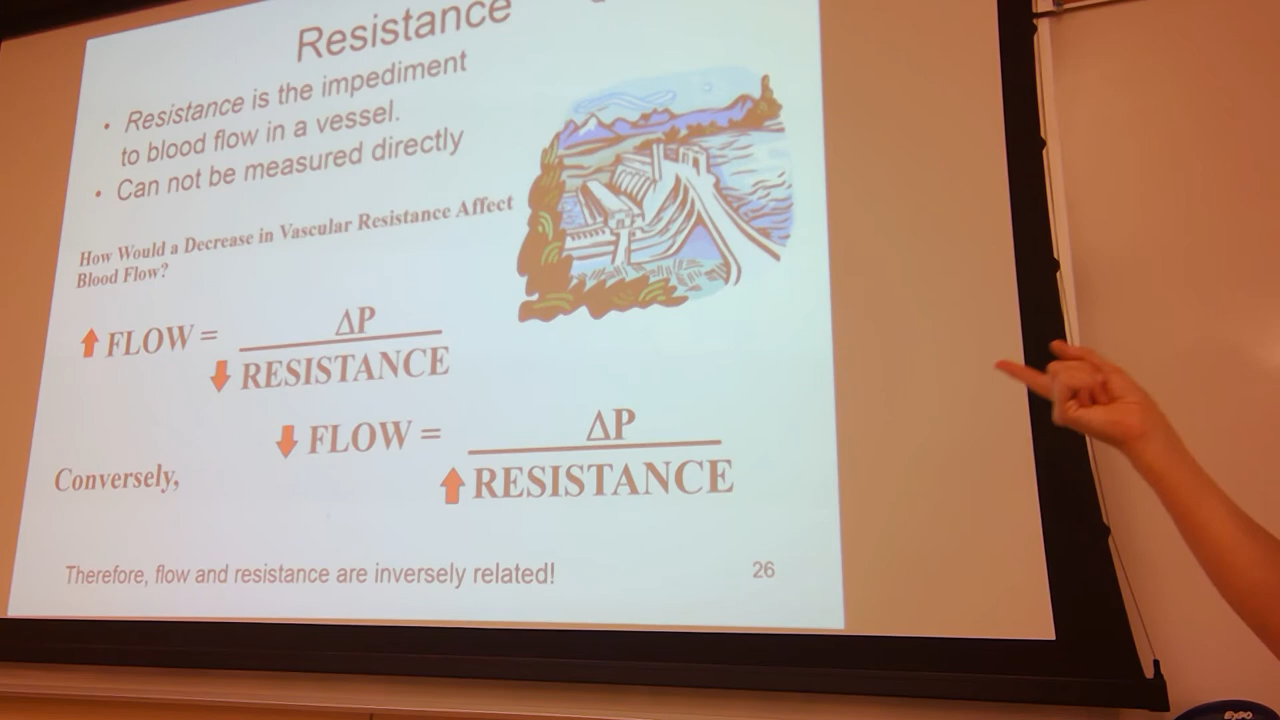 Resistance
• Resistance is the impediment
to blood flow in a vessel.
• Can not be measured directly
How Would a Decrease in Vascular Resistance Affect
Blood Flow?
⬆ FLOW = ΔP
⬇ RESISTANCE
⬇ FLOW = ΔP
Conversely,
⬆ RESISTANCE
Therefore, flow and resistance are inversely related!
26
EXPO